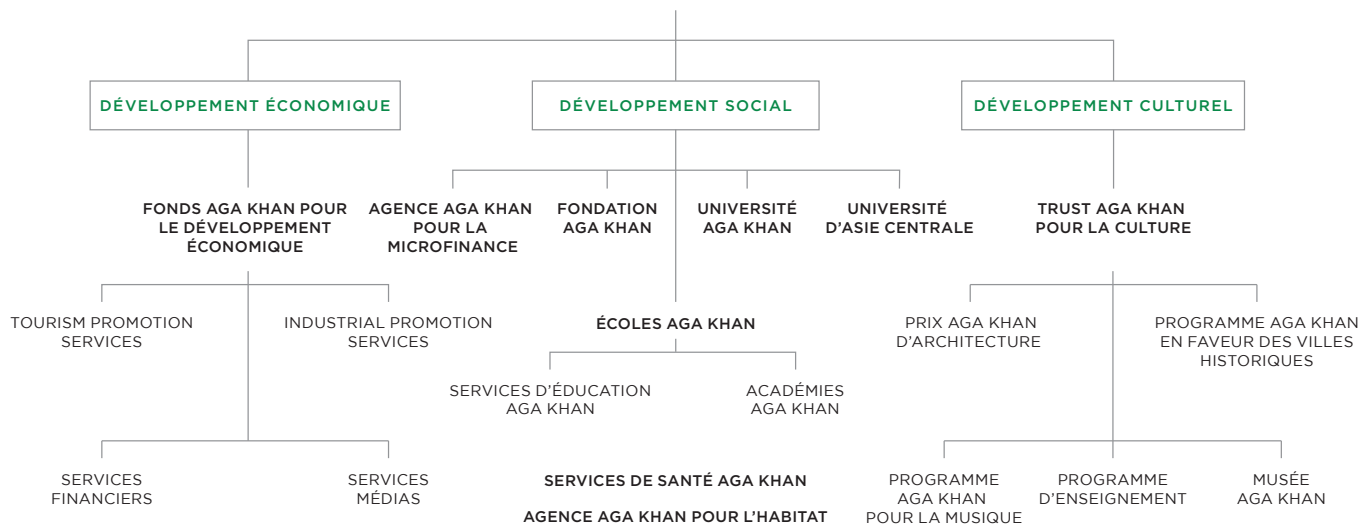 DÉVELOPPEMENT ÉCONOMIQUE
DÉVELOPPEMENT SOCIAL
DÉVELOPPEMENT CULTUREL
FONDS AGA KHAN POUR
LE DÉVELOPPEMENT
ÉCONOMIQUE
AGENCE AGA KHAN
POUR LA
MICROFINANCE
FONDATION
AGA KHAN
UNIVERSITÉ
AGA KHAN
UNIVERSITÉ
D'ASIE CENTRALE
TRUST AGA KHAN
POUR LA CULTURE
TOURISM PROMOTION
SERVICES
INDUSTRIAL PROMOTION
SERVICES
ÉCOLES AGA KHAN
PRIX AGA KHAN
D'ARCHITECTURE
PROGRAMME AGA KHAN
EN FAVEUR DES VILLES
HISTORIQUES
SERVICES D'ÉDUCATION
AGA KHAN
ACADÉMIES
AGA KHAN
SERVICES
FINANCIERS
SERVICES
MÉDIAS
SERVICES DE SANTÉ AGA KHAN
AGENCE AGA KHAN POUR L'HABITAT
PROGRAMME
AGA KHAN
POUR LA MUSIQUE
PROGRAMME
D'ENSEIGNEMENT
MUSÉE
AGA KHAN